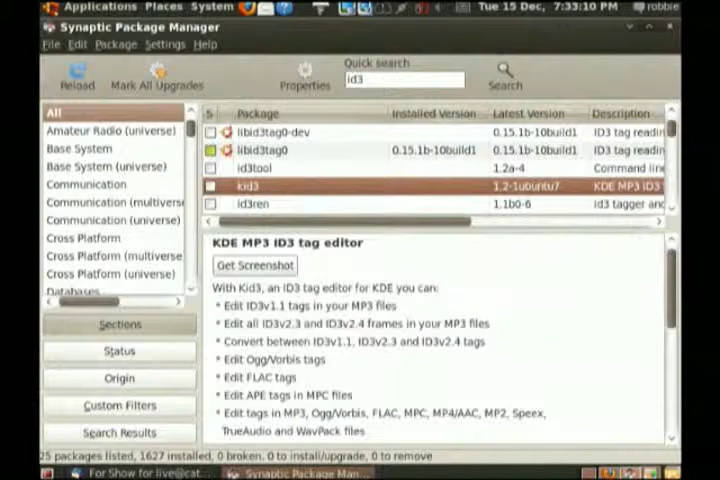 Applications Places System Tue 15 Dec, 7:33:10 PM robbie
Synaptic Package Manager
File Edit Package Settings Help
Quick search
id3
Reload Mark All Upgrades Properties Search
All
Amateur Radio (universe)
Base System
Base System (universe)
Communication
Communication (multivers
Communication (universe)
Cross Platform
Cross Platform (multiverse
Cross Platform (universe)
Databases
S Package Installed Version Latest Version Description
libid3tag0-dev 0.15.1b-10build1 ID3 tag readin
libid3tag0 0.15.1b-10build1 0.15.1b-10build1 ID3 tag readin
id3tool 1.2a-4 Command line
kid3 1.2-1ubuntu7 KDE MP3 ID3
id3ren 1.1b0-6 id3 tagger and
KDE MP3 ID3 tag editor
Get Screenshot
With Kid3, an ID3 tag editor for KDE you can:
* Edit ID3v1.1 tags in your MP3 files
* Edit all ID3v2.3 and ID3v2.4 frames in your MP3 files
* Convert between ID3v1.1, ID3v2.3 and ID3v2.4 tags
* Edit Ogg/Vorbis tags
* Edit FLAC tags
* Edit APE tags in MPC files
* Edit tags in MP3, Ogg/Vorbis, FLAC, MPC, MP4/AAC, MP2, Speex,
TrueAudio and WavPack files
Sections
Status
Origin
Custom Filters
Search Results
25 packages listed, 1627 installed, 0 broken. 0 to install/upgrade, 0 to remove
For Show for live@cat... Synaptic Package Man...